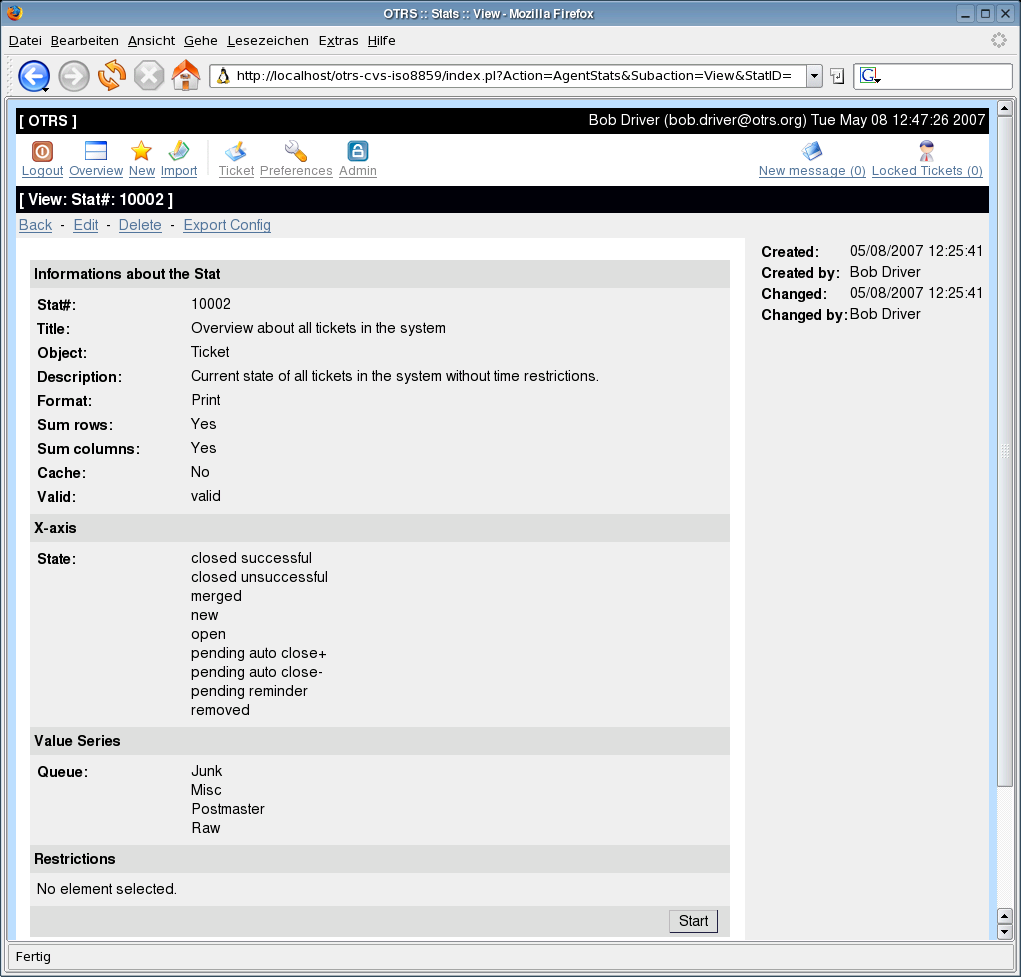 OTRS :: Stats :: View - Mozilla Firefox
Datei Bearbeiten Ansicht Gehe Lesezeichen Extras Hilfe
http://localhost/otrs-cvs-iso8859/index.pl?Action=AgentStats&Subaction=View&StatID=
G
[ OTRS ] Bob Driver (bob.driver@otrs.org) Tue May 08 12:47:26 2007
Logout Overview New Import Ticket Preferences Admin New message (0) Locked Tickets (0)
[ View: Stat#: 10002 ]
Back - Edit - Delete - Export Config
Created: 05/08/2007 12:25:41
Created by: Bob Driver
Changed: 05/08/2007 12:25:41
Changed by: Bob Driver
Informations about the Stat
Stat#: 10002
Title: Overview about all tickets in the system
Object: Ticket
Description: Current state of all tickets in the system without time restrictions.
Format: Print
Sum rows: Yes
Sum columns: Yes
Cache: No
Valid: valid
X-axis
State: closed successful
closed unsuccessful
merged
new
open
pending auto close+
pending auto close-
pending reminder
removed
Value Series
Queue: Junk
Misc
Postmaster
Raw
Restrictions
No element selected.
Start
Fertig